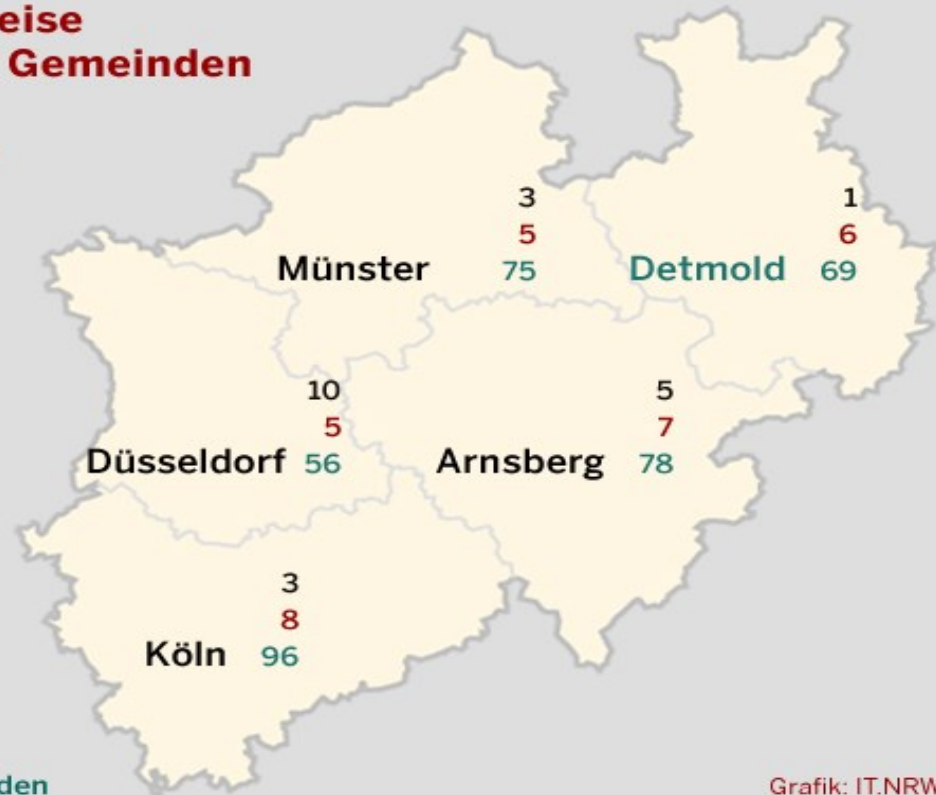 eise
Gemeinden
3
5
Münster 75
1
6
Detmold 69
10
5
Düsseldorf 56
5
7
Arnsberg 78
3
8
Köln 96
den
Grafik: IT.NRW